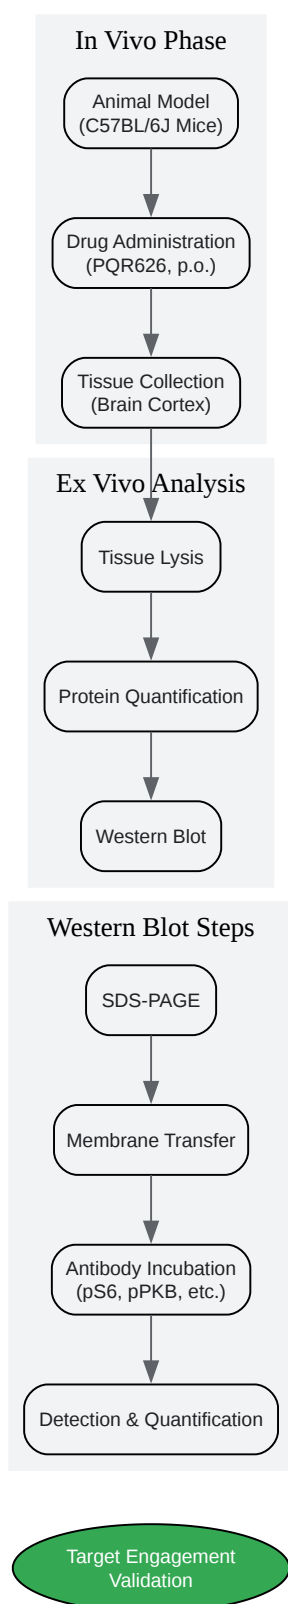 In Vivo Phase
Animal Model
(C57BL/6J Mice)
Drug Administration
(PQR626, p.o.)
Tissue Collection
(Brain Cortex)
Ex Vivo Analysis
Tissue Lysis
Protein Quantification
Western Blot
Western Blot Steps
SDS-PAGE
Membrane Transfer
Antibody Incubation
(pS6, pPKB, etc.)
Detection & Quantification
Target Engagement
Validation